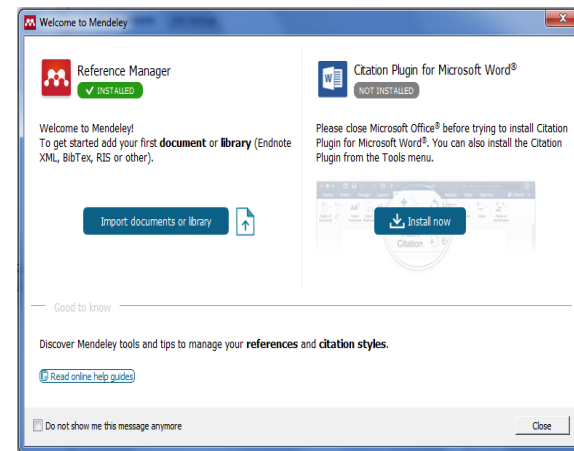 Welcome to Mendeley
Reference Manager
INSTALLED
Welcome to Mendeley!
To get started add your first document or library (Endnote
XML, BibTex, RIS or other).
Import documents or library
Citation Plugin for Microsoft Word®
NOT INSTALLED
Please close Microsoft Office® before trying to install Citation
Plugin for Microsoft Word®. You can also install the Citation
Plugin from the Tools menu.
Install now
Citation
Good to know
Discover Mendeley tools and tips to manage your references and citation styles.
Read online help guides
Do not show me this message anymore
Close